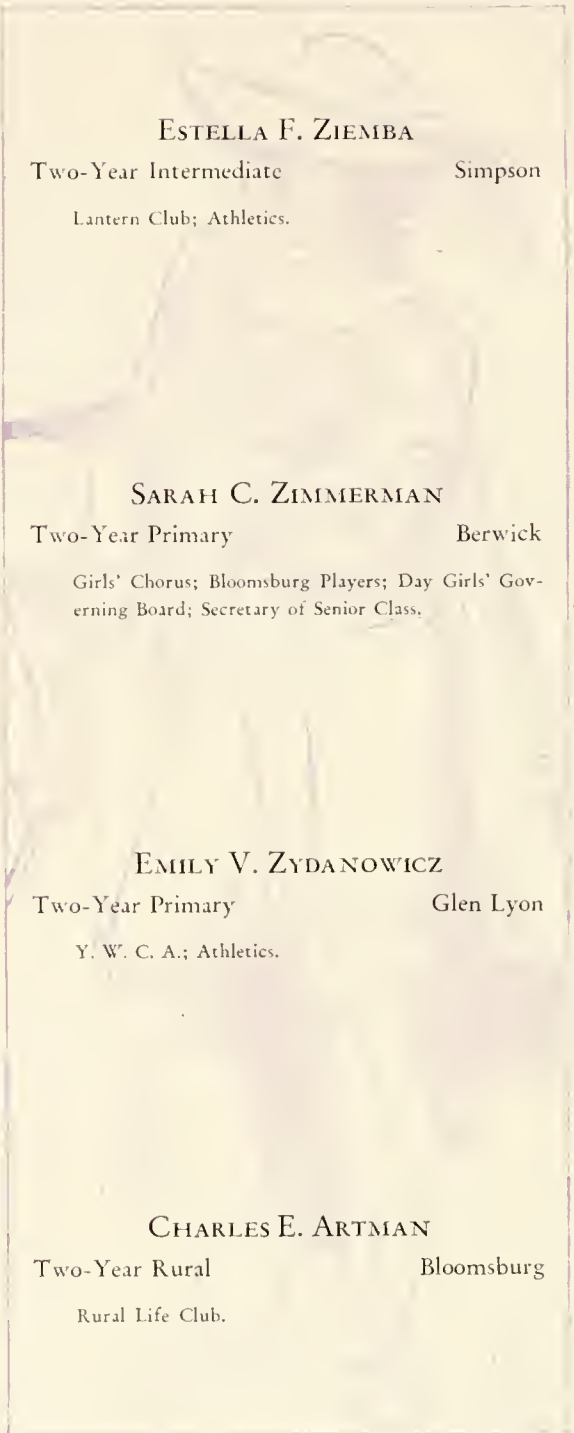 ESTELLA F. ZIEMBA
Two-Year Intermediate Simpson
Lantern Club; Athletics.
SARAH C. ZIMMERMAN
Two-Year Primary Berwick
Girls' Chorus; Bloomsburg Players; Day Girls' Gov-
erning Board; Secretary of Senior Class.
EMILY V. ZYDANOWICZ
Two-Year Primary Glen Lyon
Y. W. C. A.; Athletics.
CHARLES E. ARTMAN
Two-Year Rural Bloomsburg
Rural Life Club.